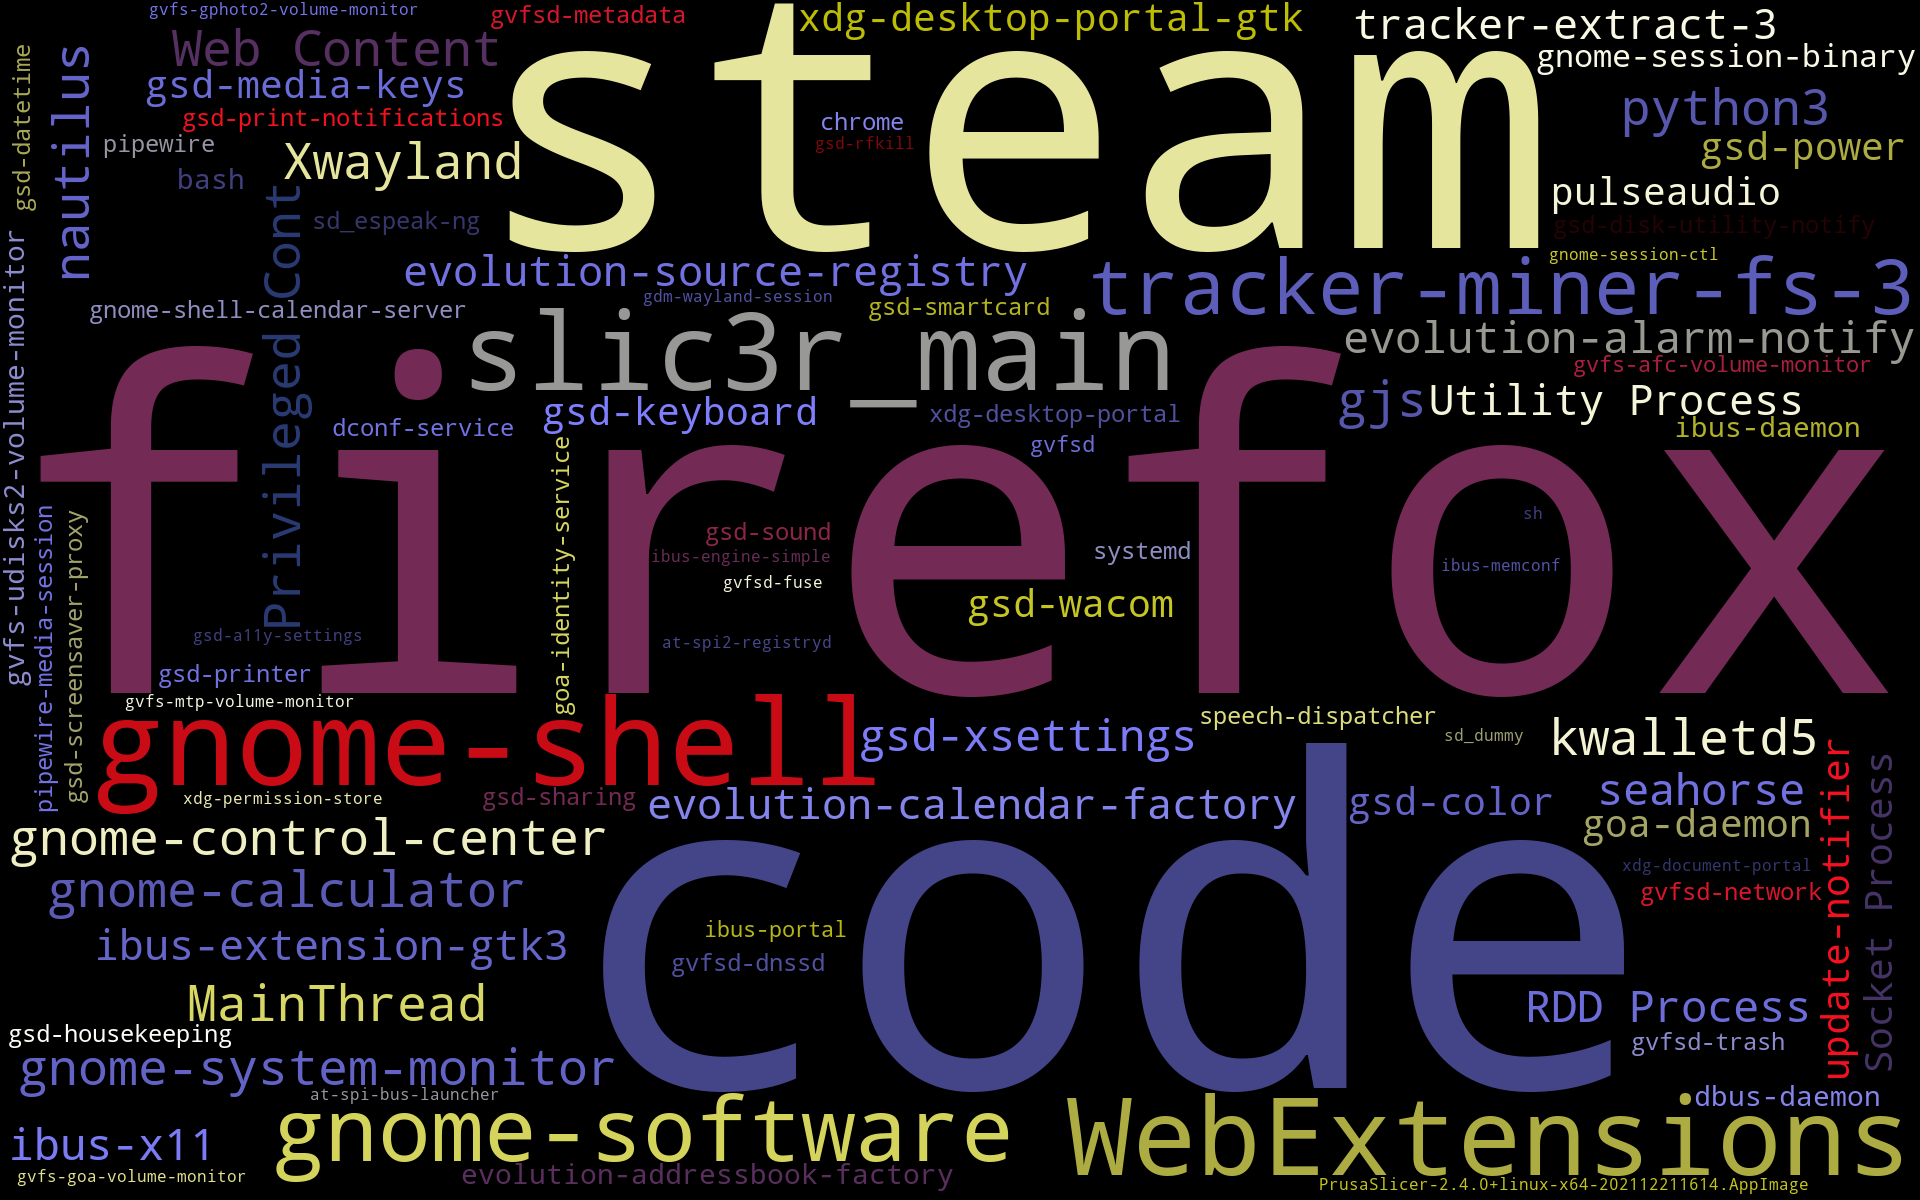 gvfs-gphoto2-volume-monitor
gvfsd-metadata
xdg-desktop-portal-gtk
tracker-extract-3
steam
Web Content
gnome-session-binary
gsd-datetime
nautilus
gsd-media-keys
python3
gsd-print-notifications
chrome
gsd-rfkill
pipewire
Xwayland
gsd-power
bash
pulseaudio
Privileged Cont
sd_espeak-ng
gsd-disk-utility-notify
gvfs-udisks2-volume-monitor
gnome-session-ctl
evolution-source-registry
tracker-miner-fs-3
gdm-wayland-session
gsd-smartcard
gnome-shell-calendar-server
slic3r_main
evolution-alarm-notify
gvfs-afc-volume-monitor
firefox
gsd-keyboard
xdg-desktop-portal
gjs
Utility Process
dconf-service
ibus-daemon
gvfsd
goa-identity-service
pipewire-media-session
gsd-screensaver-proxy
sh
gsd-sound
ibus-engine-simple
systemd
ibus-memconf
gvfsd-fuse
gsd-wacom
gsd-a11y-settings
at-spi2-registryd
gsd-printer
gvfs-mtp-volume-monitor
gnome-shell
gsd-xsettings
speech-dispatcher
sd_dummy
kwalletd5
update-notifier
Socket Process
xdg-permission-store
gsd-sharing
evolution-calendar-factory
gsd-color
seahorse
goa-daemon
gnome-control-center
code
xdg-document-portal
gnome-calculator
gvfsd-network
ibus-portal
ibus-extension-gtk3
gvfsd-dnssd
MainThread
RDD Process
gsd-housekeeping
gvfsd-trash
gnome-system-monitor
at-spi-bus-launcher
dbus-daemon
gnome-software
WebExtensions
ibus-x11
gvfs-goa-volume-monitor
evolution-addressbook-factory
PrusaSlicer-2.4.0+linux-x64-202112211614.AppImage